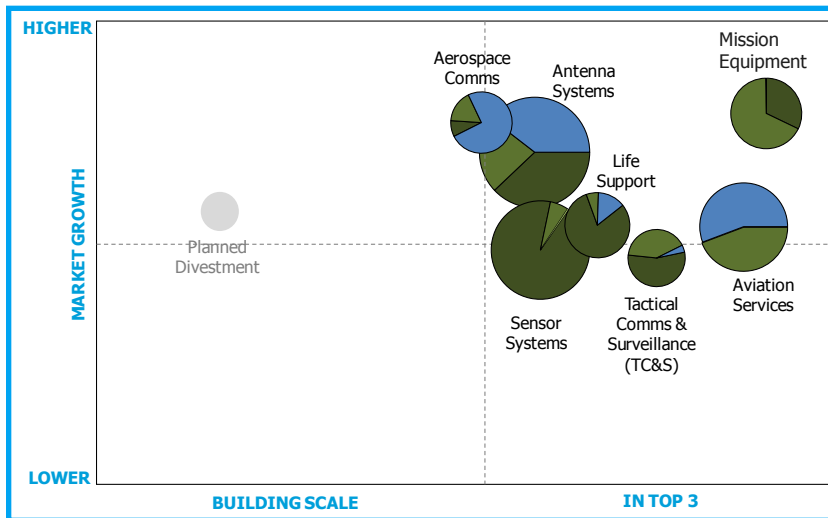 HIGHER
Mission
Equipment
Aerospace
Comms
Antenna
Systems
Life
Support
MARKET GROWTH
Planned
Divestment
Aviation
Services
Sensor
Systems
Tactical
Comms &
Surveillance
(TC&S)
LOWER
BUILDING SCALE
IN TOP 3